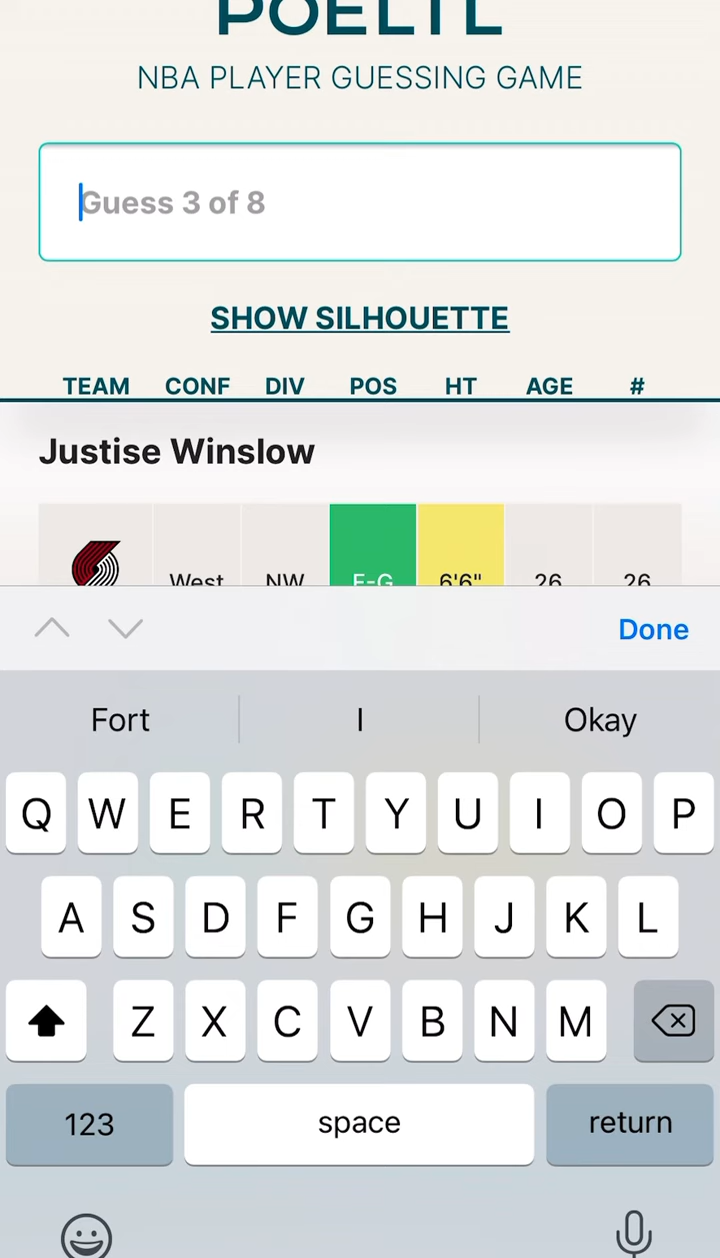 POELTL
NBA PLAYER GUESSING GAME
Guess 3 of 8
SHOW SILHOUETTE
TEAM CONF DIV POS HT AGE #
Justise Winslow
West NW F-G 6'6" 26 26
Done
Fort I Okay
Q W E R T Y U I O P
A S D F G H J K L
Z X C V B N M
123 space return